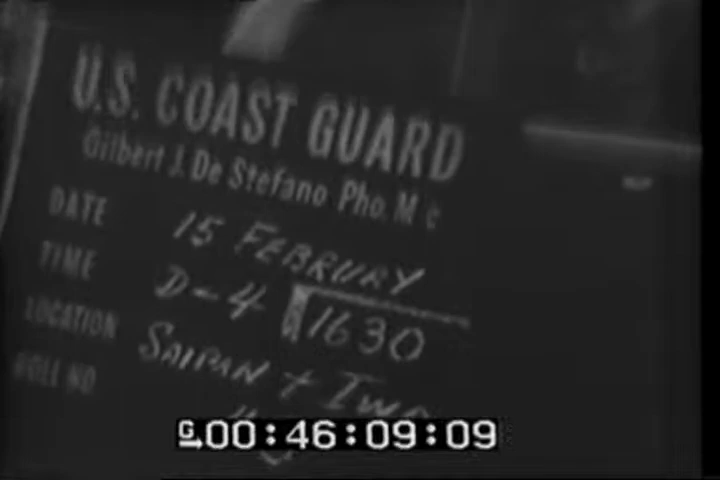 U.S. COAST GUARD
Gilbert J. De Stefano Pho. M c
DATE 15 FEBRURY
TIME D-4 1630
LOCATION SAIPAN + IWO
ROLL NO
G 00:46:09:09